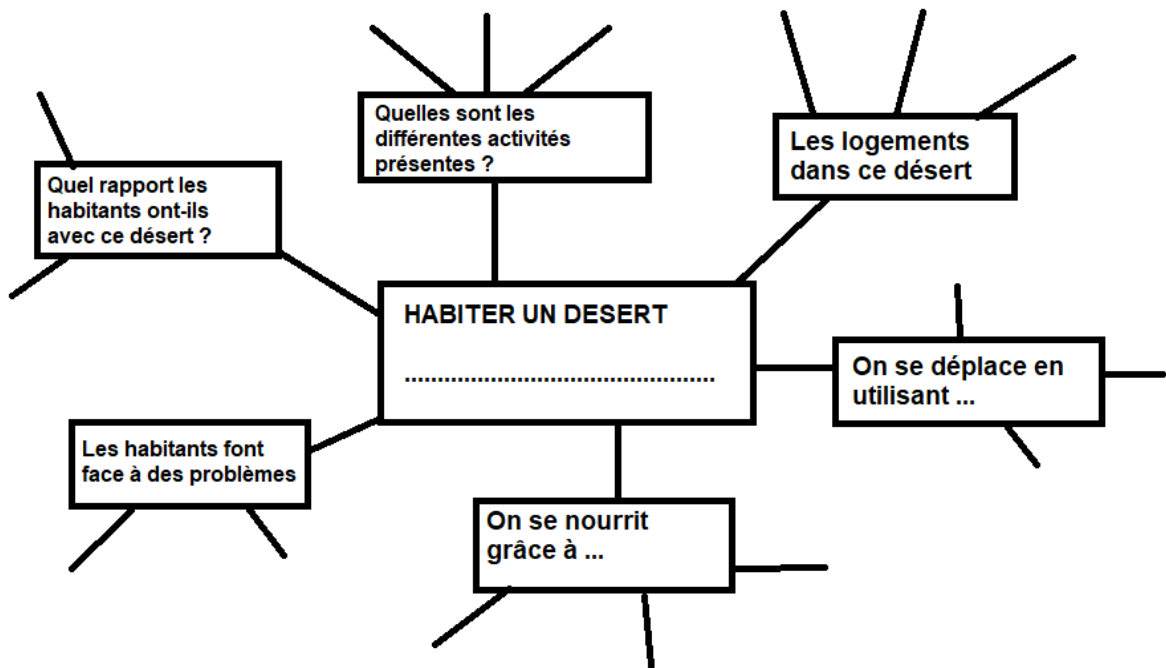 Quelles sont les
différentes activités
présentes ?
Les logements
dans ce désert
Quel rapport les
habitants ont-ils
avec ce désert ?
HABITER UN DESERT
...............................................
On se déplace en
utilisant ...
Les habitants font
face à des problèmes
On se nourrit
grâce à ...